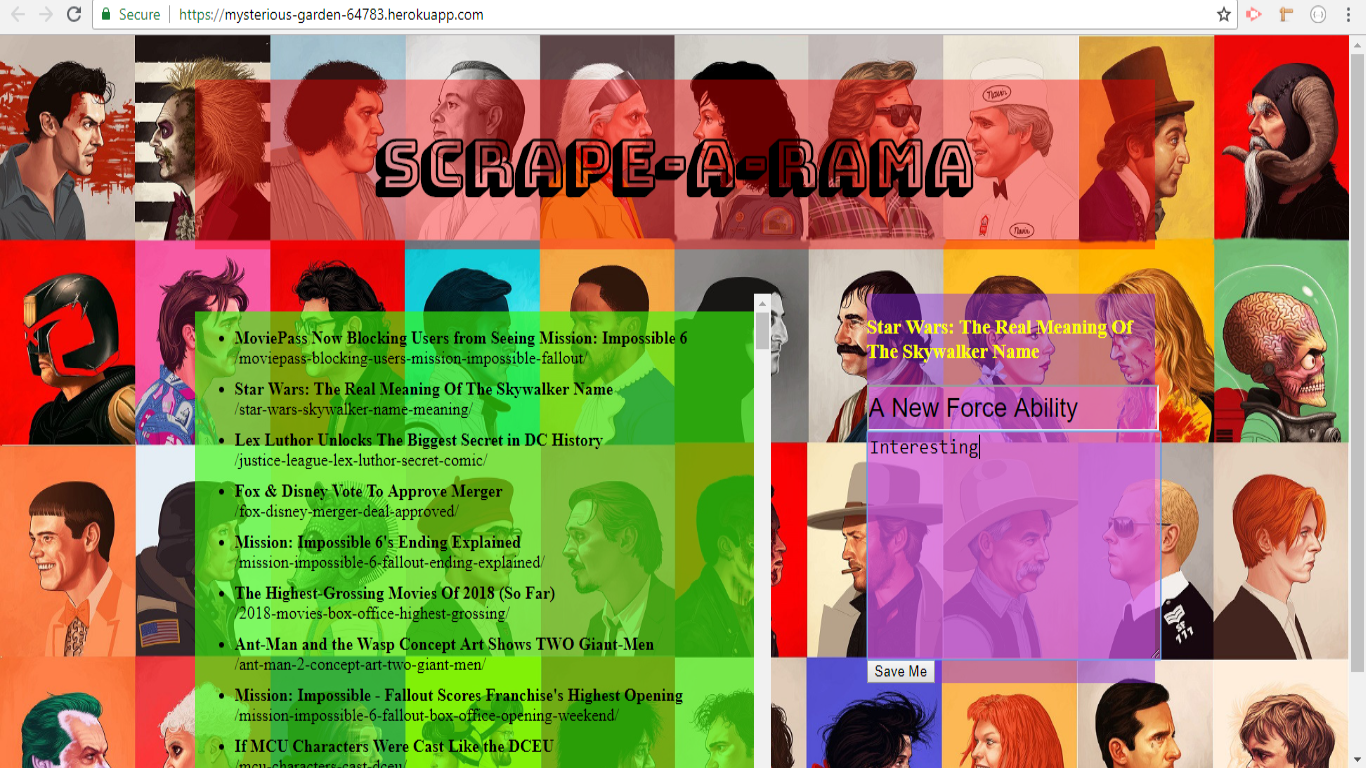 Secure
https://mysterious-garden-64783.herokuapp.com
SCRAPE-A-RAMA
Navin
Navin
MoviePass Now Blocking Users from Seeing Mission: Impossible 6
/moviepass-blocking-users-mission-impossible-fallout/
Star Wars: The Real Meaning Of The Skywalker Name
/star-wars-skywalker-name-meaning/
Lex Luthor Unlocks The Biggest Secret in DC History
/justice-league-lex-luthor-secret-comic/
Fox & Disney Vote To Approve Merger
/fox-disney-merger-deal-approved/
Mission: Impossible 6's Ending Explained
/mission-impossible-6-fallout-ending-explained/
The Highest-Grossing Movies Of 2018 (So Far)
/2018-movies-box-office-highest-grossing/
Ant-Man and the Wasp Concept Art Shows TWO Giant-Men
/ant-man-2-concept-art-two-giant-men/
Mission: Impossible - Fallout Scores Franchise's Highest Opening
/mission-impossible-6-fallout-box-office-opening-weekend/
If MCU Characters Were Cast Like the DCEU
/mcu-characters-cast-dceu/
Star Wars: The Real Meaning Of
The Skywalker Name
A New Force Ability
Interesting
Save Me